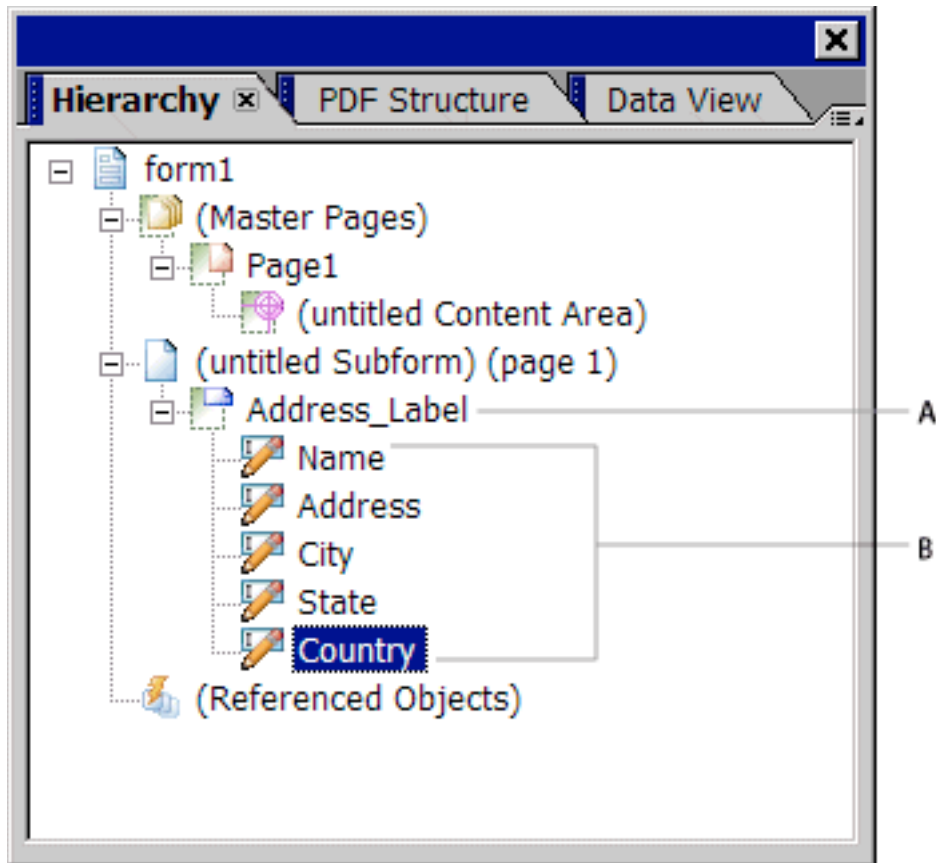 Hierarchy PDF Structure Data View
form1
(Master Pages)
Page1
(untitled Content Area)
(untitled Subform) (page 1)
Address_Label A
Name
Address
City B
State
Country
(Referenced Objects)